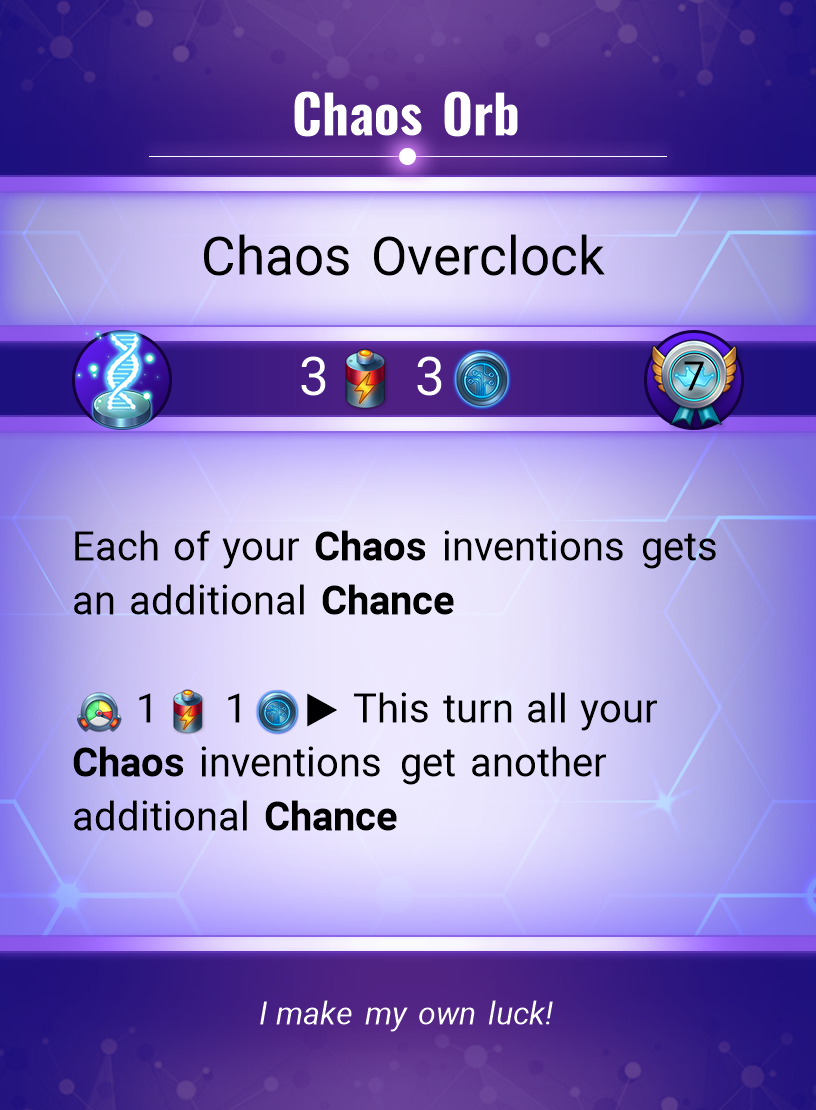 Chaos Orb
Chaos Overclock
3 3 7
Each of your Chaos inventions gets
an additional Chance
1 1 ▶ This turn all your
Chaos inventions get another
additional Chance
I make my own luck!